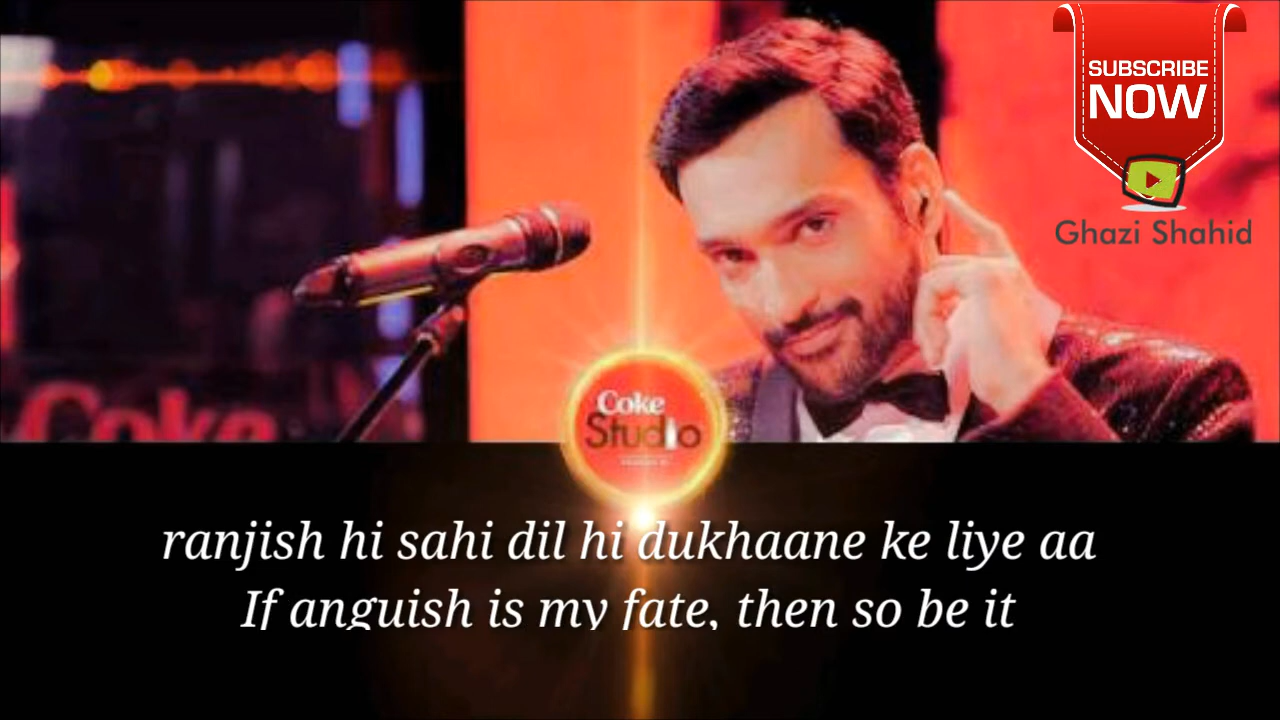 SUBSCRIBE
NOW
Ghazi Shahid
Coke
Coke
Studio
ranjish hi sahi dil hi dukhaane ke liye aa
If anguish is my fate, then so be it